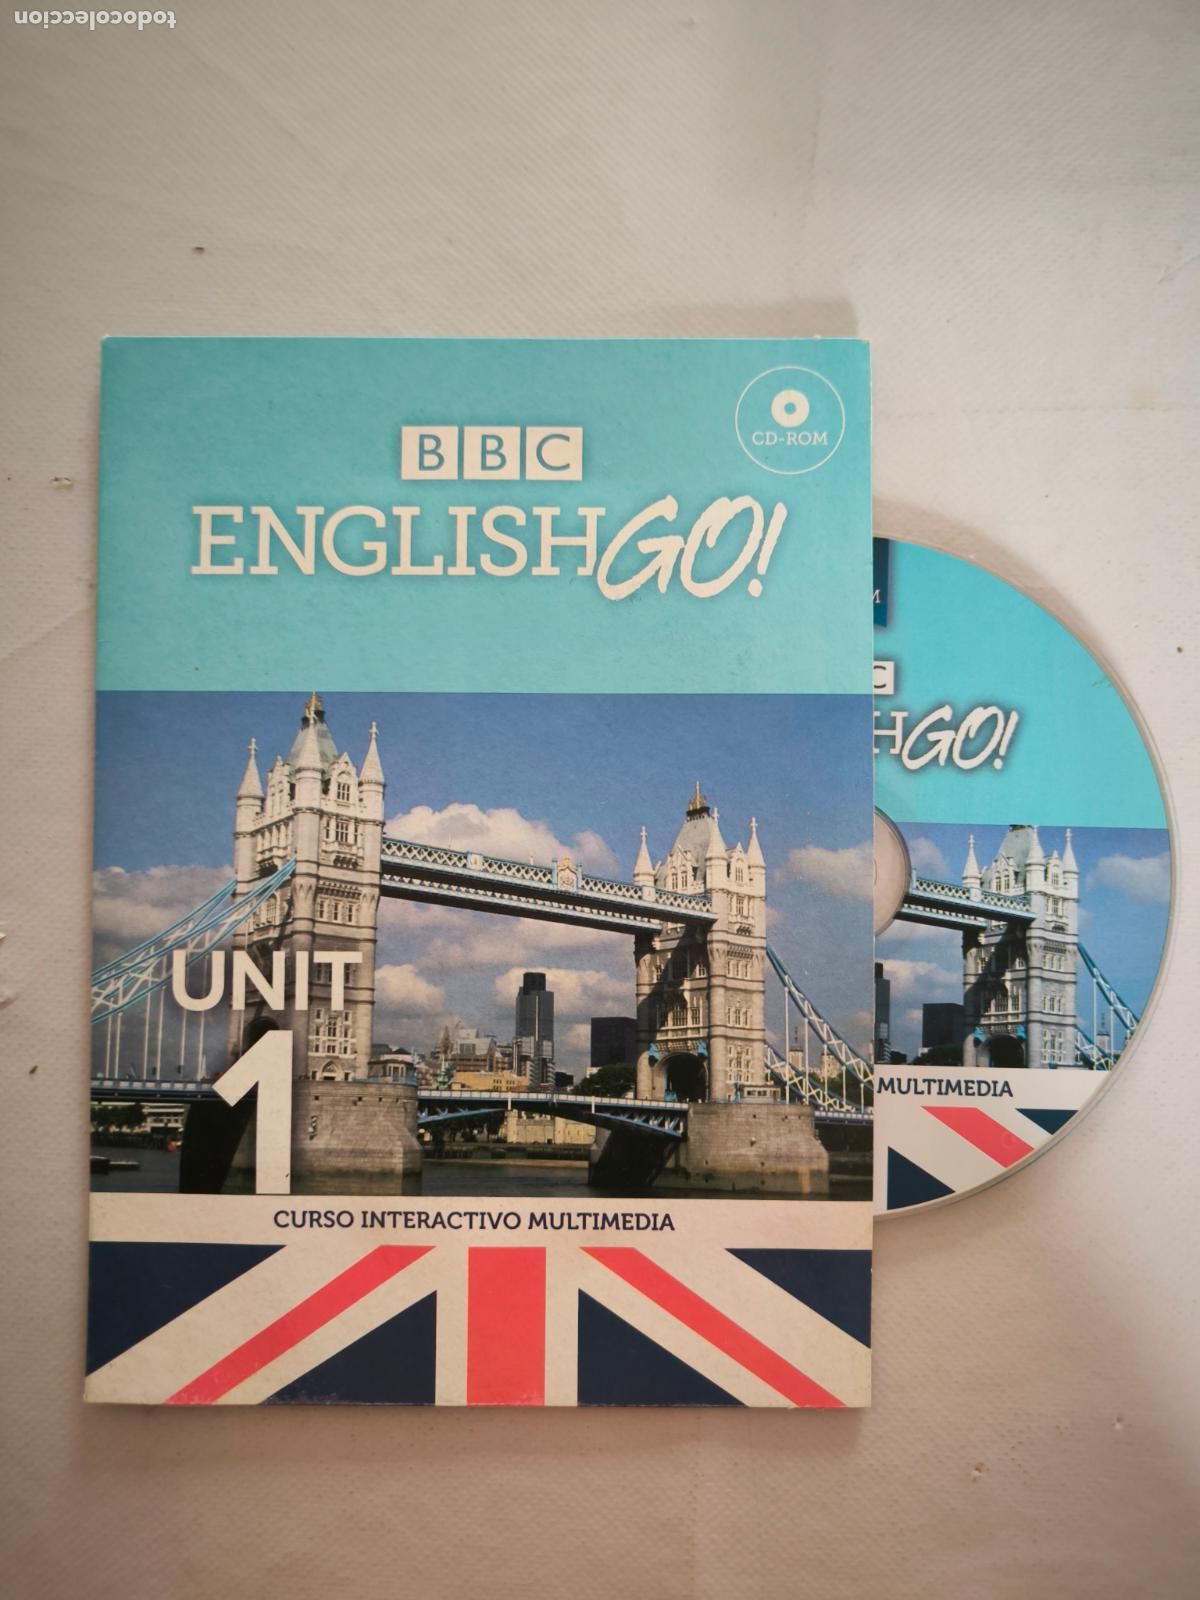 todocoleccion
CD-ROM
BBC
ENGLISH GO!
UNIT
1
CURSO INTERACTIVO MULTIMEDIA
M
C
H GO!
MULTIMEDIA